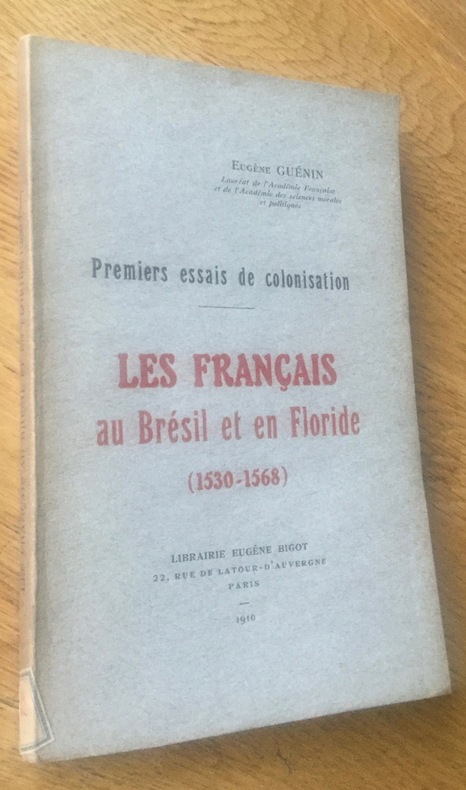 Eugène GUÉNIN
Lauréat de l'Académie Française
et de l'Académie des sciences morales
et politiques
Premiers essais de colonisation
LES FRANÇAIS
au Brésil et en Floride
(1530-1568)
LIBRAIRIE EUGÈNE BIGOT
22, RUE DE LATOUR-D'AUVERGNE
PARIS
1910